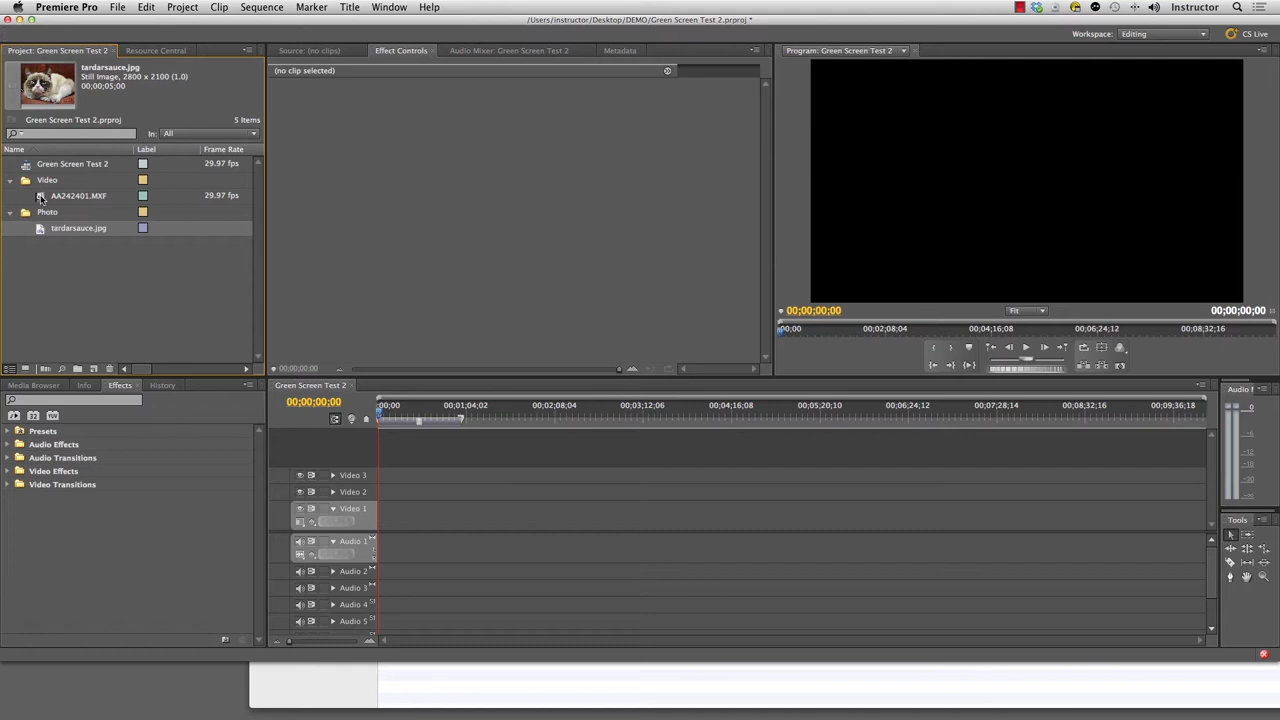 Premiere Pro File Edit Project Clip Sequence Marker Title Window Help Instructor
/Users/instructor/Desktop/DEMO/Green Screen Test 2.prproj *
Workspace: Editing CS Live
Project: Green Screen Test 2 Resource Central
tardarsauce.jpg
Still Image, 2800 x 2100 (1.0)
00;00;05;00
Green Screen Test 2.prproj 5 Items
In: All
Name Label Frame Rate
Green Screen Test 2 29.97 fps
Video
AA242401.MXF 29.97 fps
Photo
tardarsauce.jpg
Source: (no clips) Effect Controls Audio Mixer: Green Screen Test 2 Metadata
(no clip selected)
00;00;00;00
Program: Green Screen Test 2
00;00;00;00 Fit 00;00;00;00
00;00 00;02;08;04 00;04;16;08 00;06;24;12 00;08;32;16
Media Browser Info Effects History
Presets
Audio Effects
Audio Transitions
Video Effects
Video Transitions
Green Screen Test 2
00;00;00;00
00;00 00;01;04;02 00;02;08;04 00;03;12;06 00;04;16;08 00;05;20;10 00;06;24;12 00;07;28;14 00;08;32;16 00;09;36;18
Video 3
Video 2
Video 1
Audio 1
Audio 2
Audio 3
Audio 4
Audio 5
Audio
0
-6
-12
-18
-30
Tools